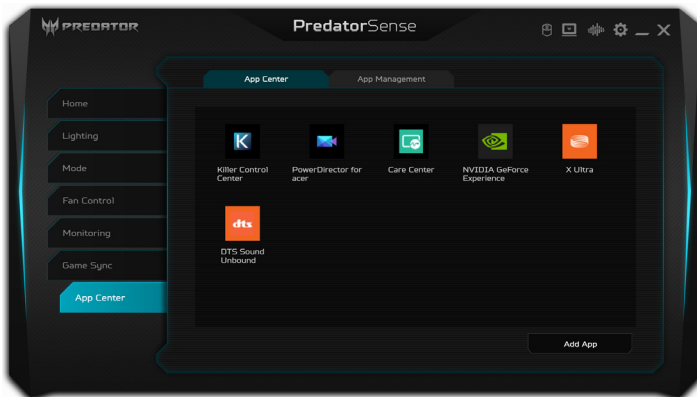 PREDATOR
PredatorSense
App Center
App Management
Home
Lighting
Mode
Fan Control
Monitoring
Game Sync
App Center
K
Killer Control
Center
PowerDirector for
acer
Care Center
NVIDIA GeForce
Experience
X Ultra
dts
DTS Sound
Unbound
Add App